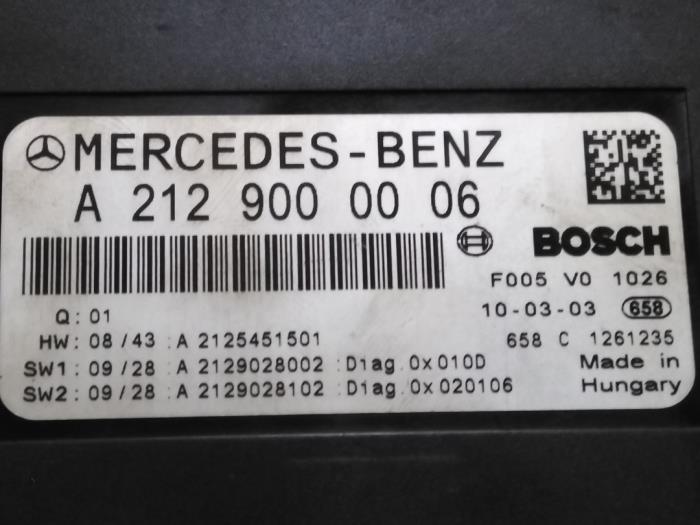 MERCEDES-BENZ
A 212 900 00 06
BOSCH
F005 V0 1026
Q: 01
10-03-03 658
HW: 08/43 :A 2125451501
658 C 1261235
SW1: 09/28 :A 2129028002 :Diag.0x010D
Made in
SW2: 09/28 :A 2129028102 :Diag.0x020106
Hungary